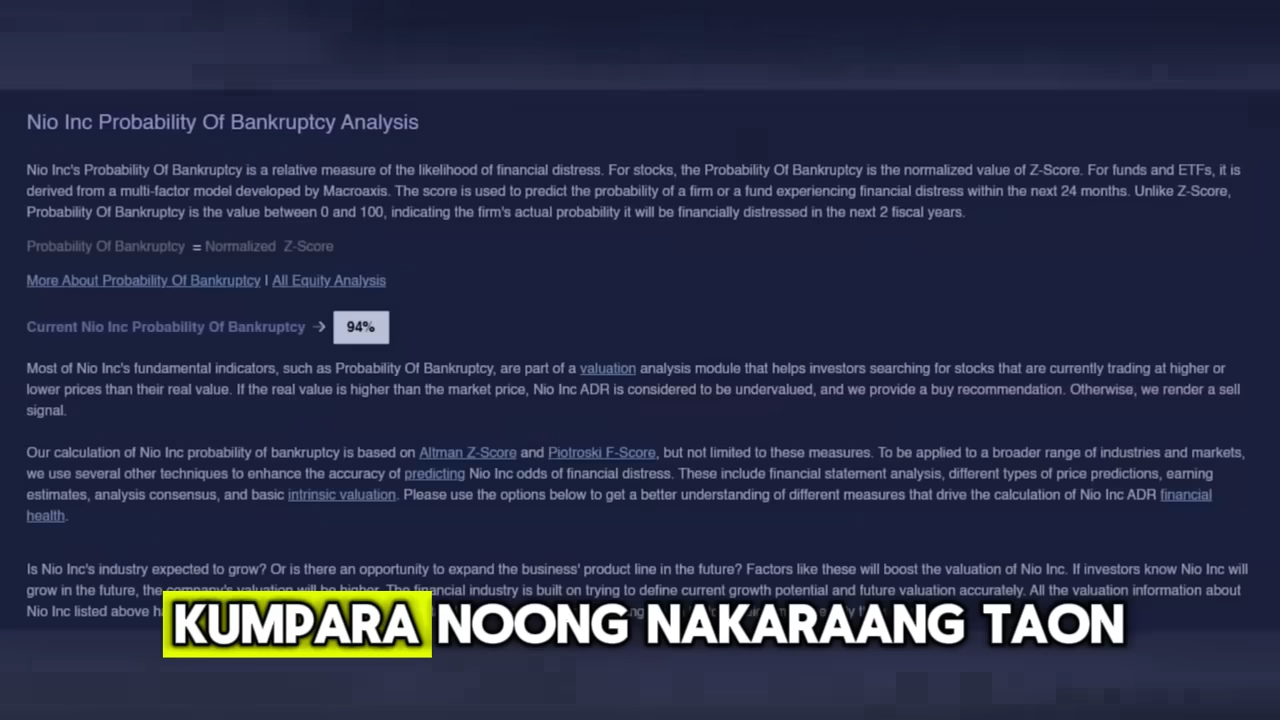 Nio Inc Probability Of Bankruptcy Analysis
Nio Inc's Probability Of Bankruptcy is a relative measure of the likelihood of financial distress. For stocks, the Probability Of Bankruptcy is the normalized value of Z-Score. For funds and ETFs, it is
derived from a multi-factor model developed by Macroaxis. The score is used to predict the probability of a firm or a fund experiencing financial distress within the next 24 months. Unlike Z-Score,
Probability Of Bankruptcy is the value between 0 and 100, indicating the firm's actual probability it will be financially distressed in the next 2 fiscal years.
Probability Of Bankruptcy = Normalized Z-Score
More About Probability Of Bankruptcy | All Equity Analysis
Current Nio Inc Probability Of Bankruptcy → 94%
Most of Nio Inc's fundamental indicators, such as Probability Of Bankruptcy, are part of a valuation analysis module that helps investors searching for stocks that are currently trading at higher or
lower prices than their real value. If the real value is higher than the market price, Nio Inc ADR is considered to be undervalued, and we provide a buy recommendation. Otherwise, we render a sell
signal.
Our calculation of Nio Inc probability of bankruptcy is based on Altman Z-Score and Piotroski F-Score, but not limited to these measures. To be applied to a broader range of industries and markets,
we use several other techniques to enhance the accuracy of predicting Nio Inc odds of financial distress. These include financial statement analysis, different types of price predictions, earning
estimates, analysis consensus, and basic intrinsic valuation. Please use the options below to get a better understanding of different measures that drive the calculation of Nio Inc ADR financial
health.
Is Nio Inc's industry expected to grow? Or is there an opportunity to expand the business' product line in the future? Factors like these will boost the valuation of Nio Inc. If investors know Nio Inc will
grow in the future, the company's valuation will be higher. The financial industry is built on trying to define current growth potential and future valuation accurately. All the valuation information about
Nio Inc listed above
KUMPARA NOONG NAKARAANG TAON